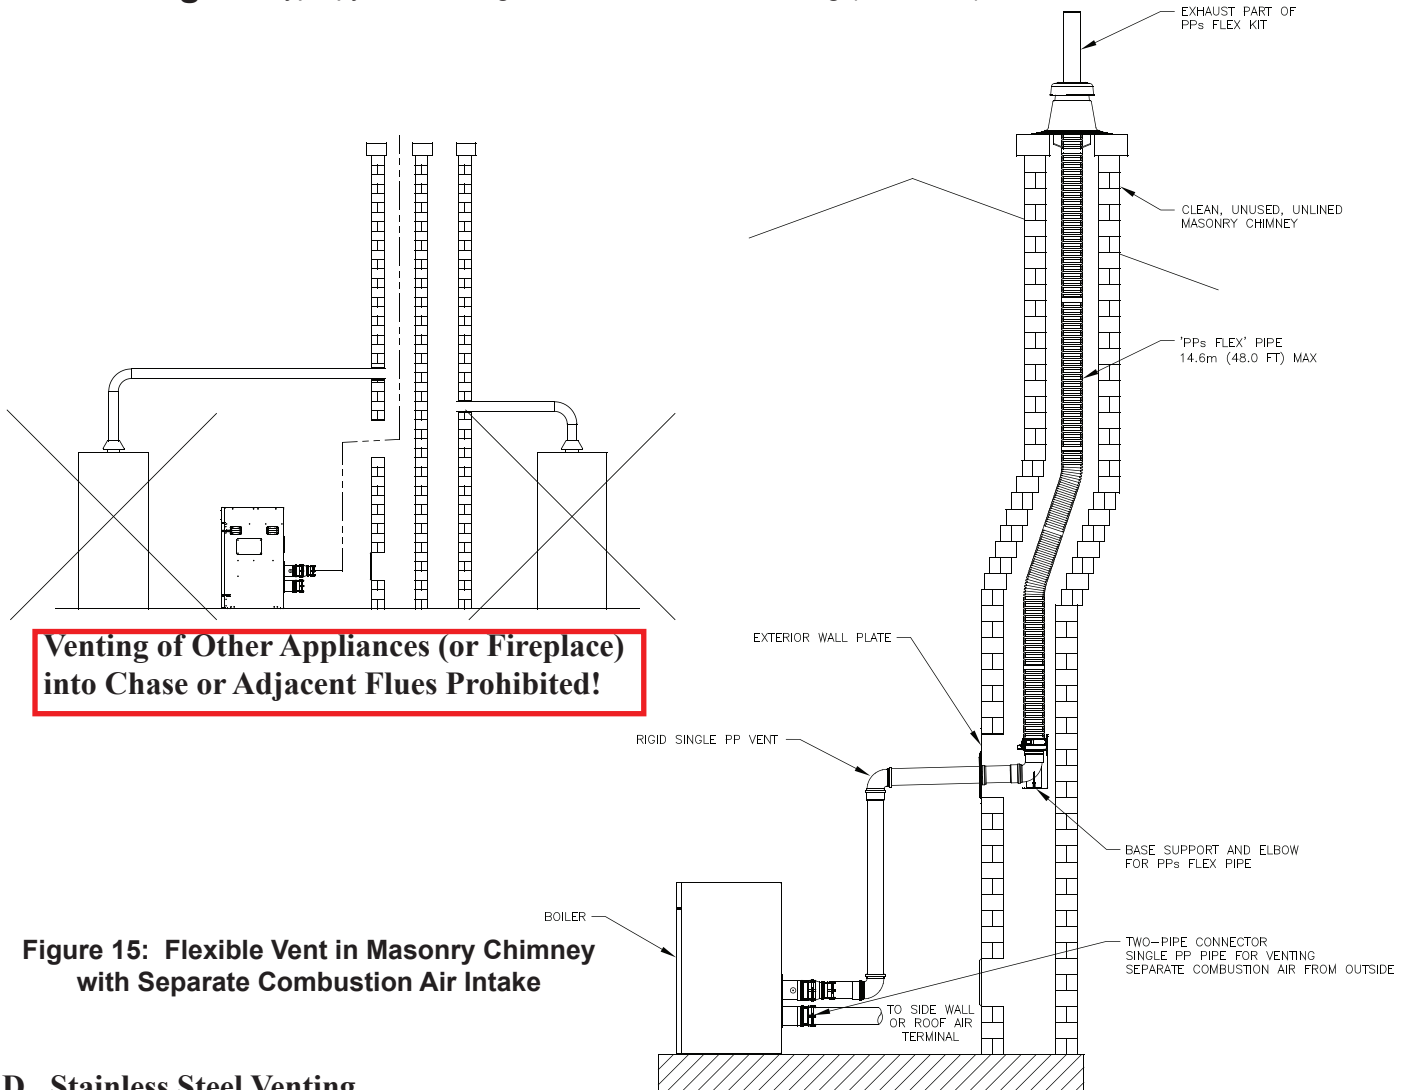 EXHAUST PART OF
PPs FLEX KIT
CLEAN, UNUSED, UNLINED
MASONRY CHIMNEY
'PPs FLEX' PIPE
14.6m (48.0 FT) MAX
Venting of Other Appliances (or Fireplace)
into Chase or Adjacent Flues Prohibited!
EXTERIOR WALL PLATE
RIGID SINGLE PP VENT
BASE SUPPORT AND ELBOW
FOR PPs FLEX PIPE
BOILER
Figure 15: Flexible Vent in Masonry Chimney
with Separate Combustion Air Intake
TWO-PIPE CONNECTOR
SINGLE PP PIPE FOR VENTING
SEPARATE COMBUSTION AIR FROM OUTSIDE
TO SIDE WALL
OR ROOF AIR
TERMINAL
D. Stainless Steel Venting